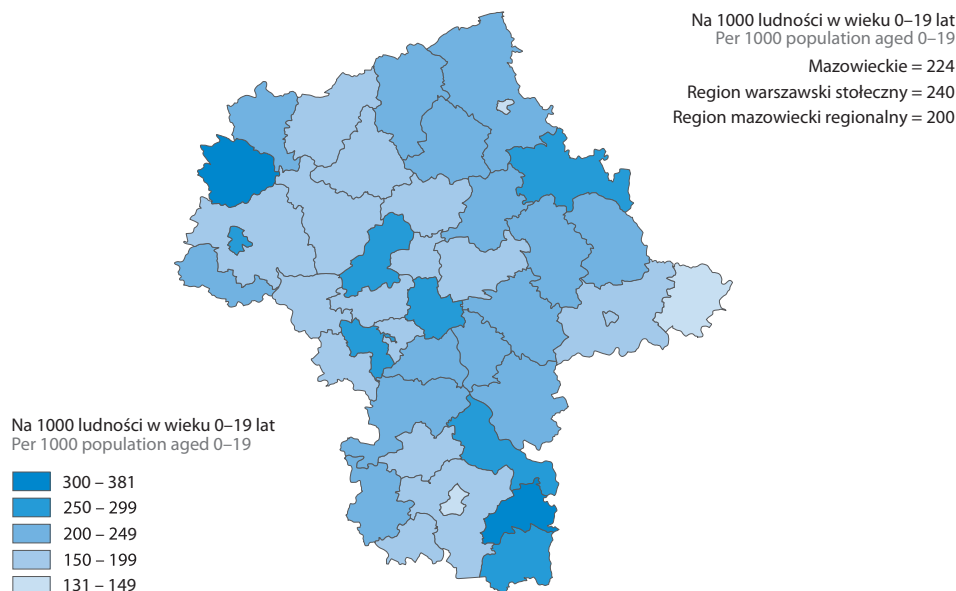 Na 1000 ludności w wieku 0–19 lat
Per 1000 population aged 0–19
Mazowieckie = 224
Region warszawski stołeczny = 240
Region mazowiecki regionalny = 200
Na 1000 ludności w wieku 0–19 lat
Per 1000 population aged 0–19
300 – 381
250 – 299
200 – 249
150 – 199
131 – 149